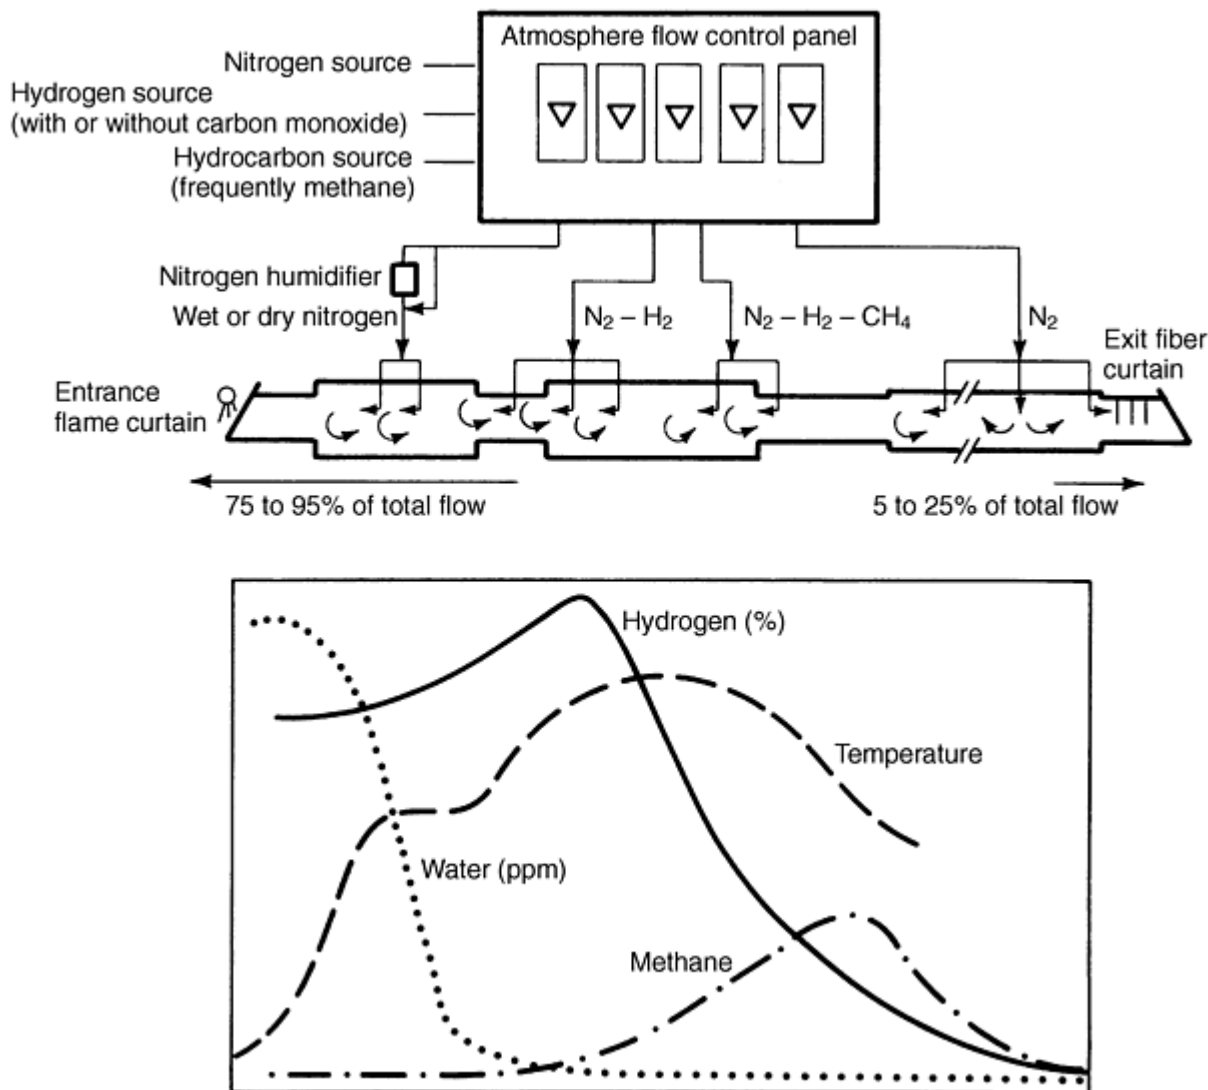 Atmosphere flow control panel
Nitrogen source
Hydrogen source
(with or without carbon monoxide)
Hydrocarbon source
(frequently methane)
Nitrogen humidifier
Wet or dry nitrogen
N₂ – H₂
N₂ – H₂ – CH₄
N₂
Exit fiber
curtain
Entrance
flame curtain
75 to 95% of total flow
5 to 25% of total flow
Hydrogen (%)
Temperature
Water (ppm)
Methane